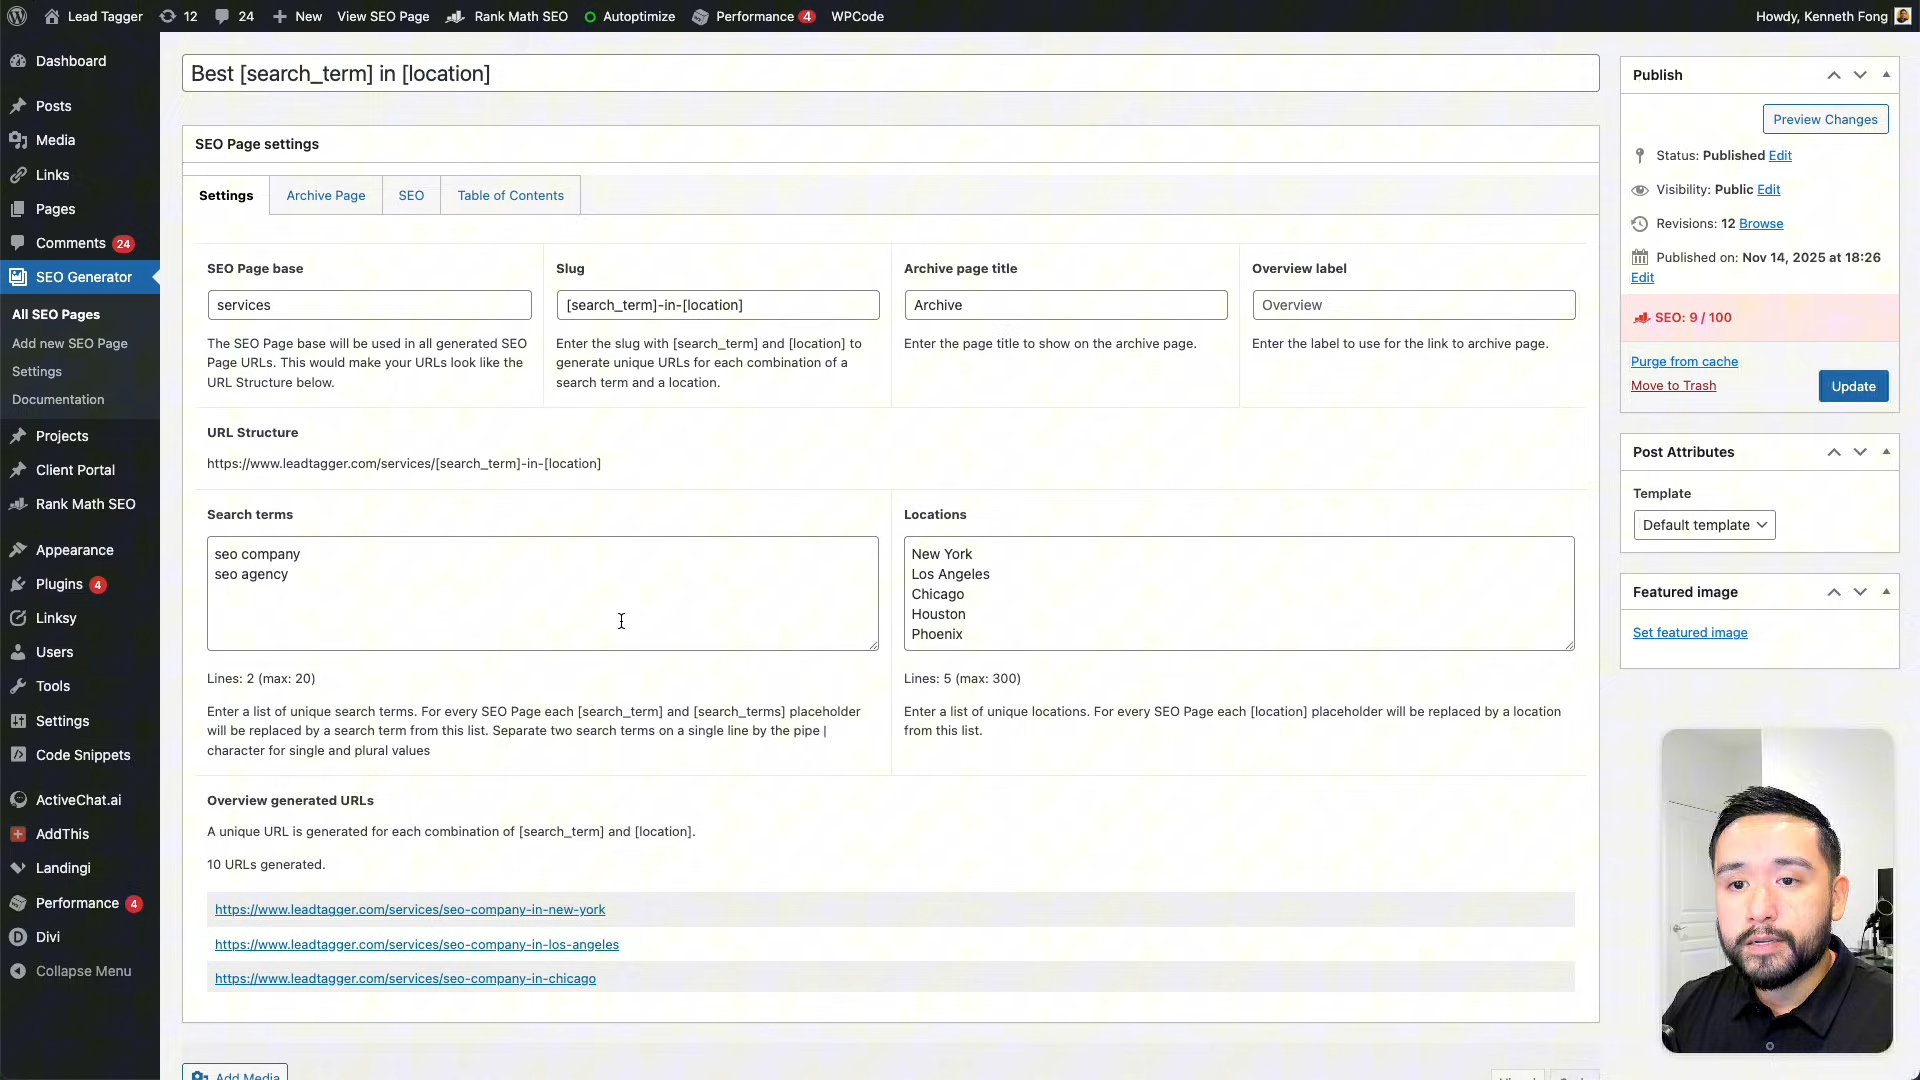 Lead Tagger
12
24
New
View SEO Page
Rank Math SEO
Autoptimize
Performance 4
WPCode
Howdy, Kenneth Fong
Dashboard
Posts
Media
Links
Pages
Comments 24
SEO Generator
All SEO Pages
Add new SEO Page
Settings
Documentation
Projects
Client Portal
Rank Math SEO
Appearance
Plugins 4
Linksy
Users
Tools
Settings
Code Snippets
ActiveChat.ai
AddThis
Landingi
Performance 4
Divi
Collapse Menu
Best [search_term] in [location]
SEO Page settings
Settings
Archive Page
SEO
Table of Contents
SEO Page base
services
The SEO Page base will be used in all generated SEO
Page URLs. This would make your URLs look like the
URL Structure below.
Slug
[search_term]-in-[location]
Enter the slug with [search_term] and [location] to
generate unique URLs for each combination of a
search term and a location.
Archive page title
Archive
Enter the page title to show on the archive page.
Overview label
Overview
Enter the label to use for the link to archive page.
URL Structure
https://www.leadtagger.com/services/[search_term]-in-[location]
Search terms
seo company
seo agency
Lines: 2 (max: 20)
Enter a list of unique search terms. For every SEO Page each [search_term] and [search_terms] placeholder
will be replaced by a search term from this list. Separate two search terms on a single line by the pipe |
character for single and plural values
Locations
New York
Los Angeles
Chicago
Houston
Phoenix
Lines: 5 (max: 300)
Enter a list of unique locations. For every SEO Page each [location] placeholder will be replaced by a location
from this list.
Overview generated URLs
A unique URL is generated for each combination of [search_term] and [location].
10 URLs generated.
https://www.leadtagger.com/services/seo-company-in-new-york
https://www.leadtagger.com/services/seo-company-in-los-angeles
https://www.leadtagger.com/services/seo-company-in-chicago
Add Media
Publish
Preview Changes
Status: Published Edit
Visibility: Public Edit
Revisions: 12 Browse
Published on: Nov 14, 2025 at 18:26
Edit
SEO: 9 / 100
Purge from cache
Move to Trash
Update
Post Attributes
Template
Default template
Featured image
Set featured image